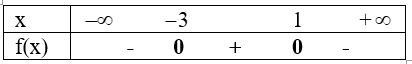 x –∞ –3 1 +∞
f(x) - 0 + 0 -